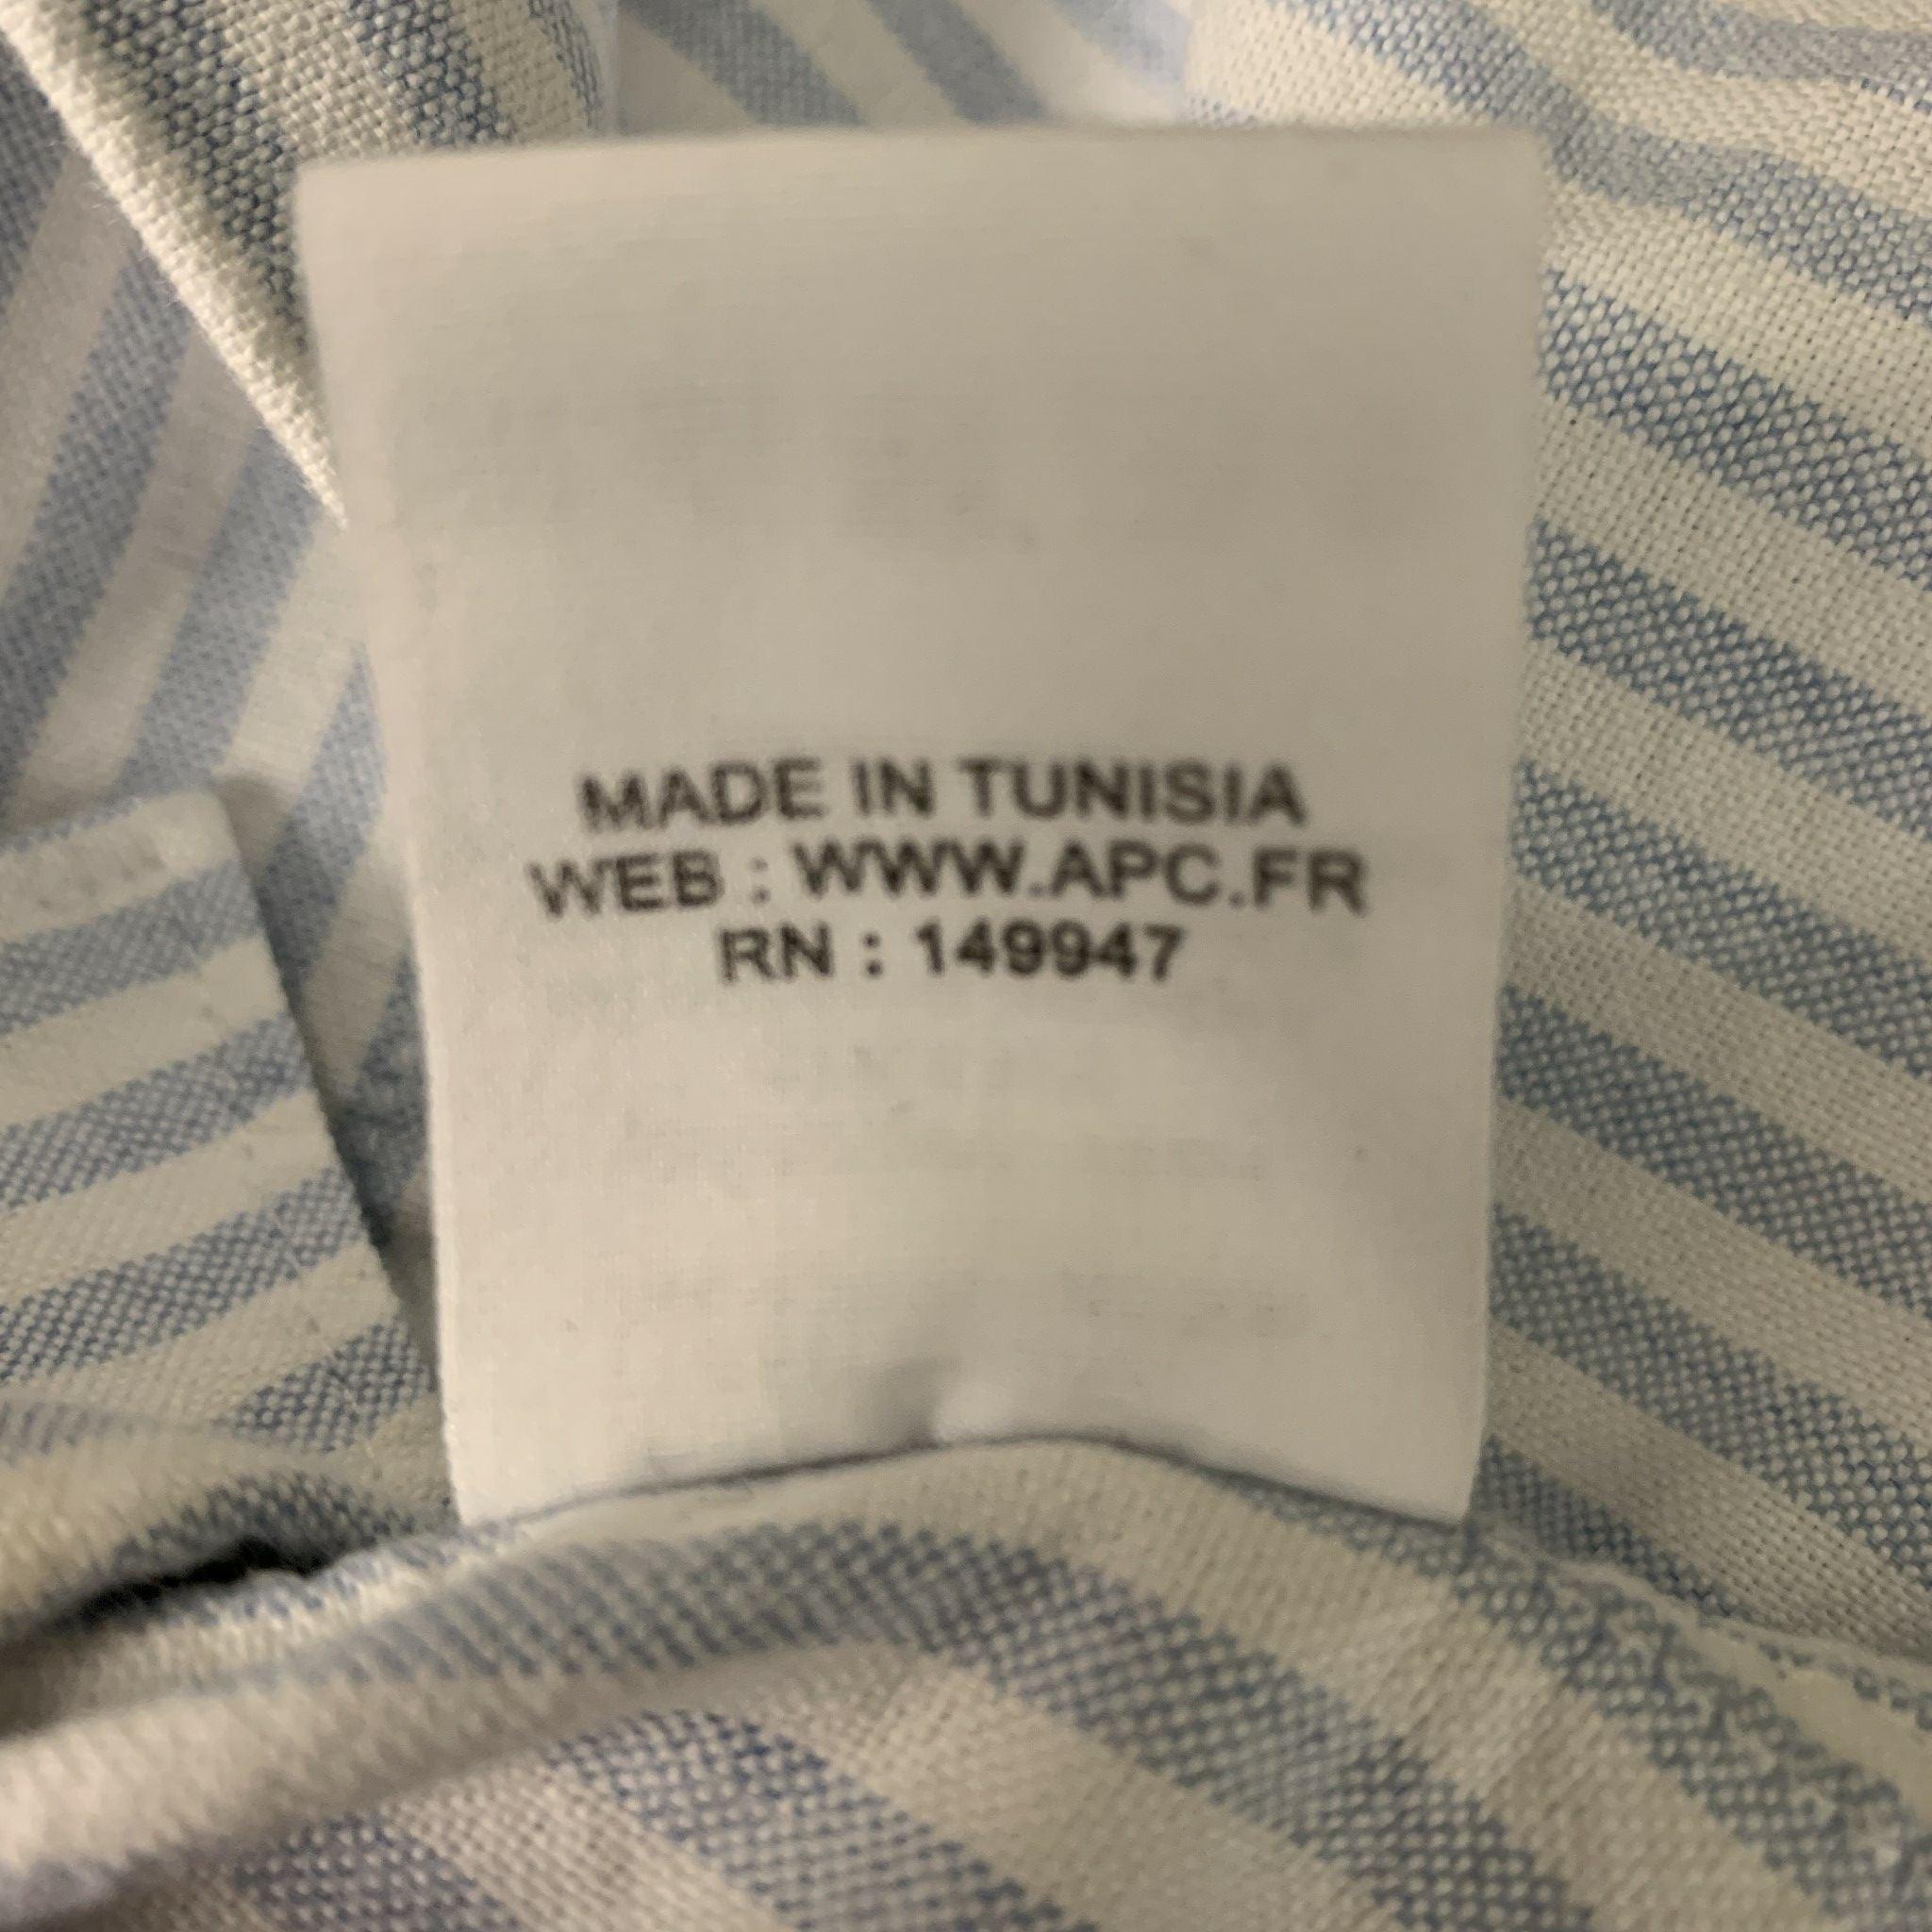 MADE IN TUNISIA
WEB : WWW.APC.FR
RN : 149947